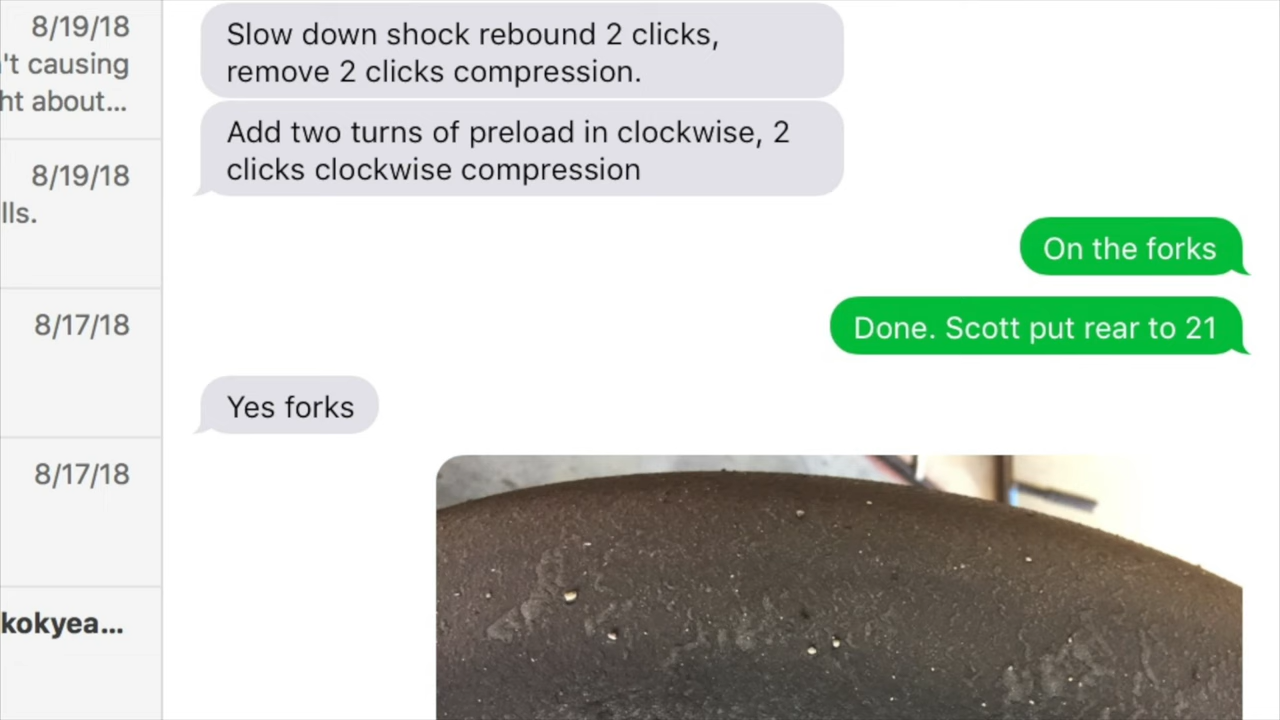 8/19/18
't causing
ht about...
8/19/18
lls.
8/17/18
8/17/18
kokyea...
Slow down shock rebound 2 clicks,
remove 2 clicks compression.
Add two turns of preload in clockwise, 2
clicks clockwise compression
On the forks
Done. Scott put rear to 21
Yes forks